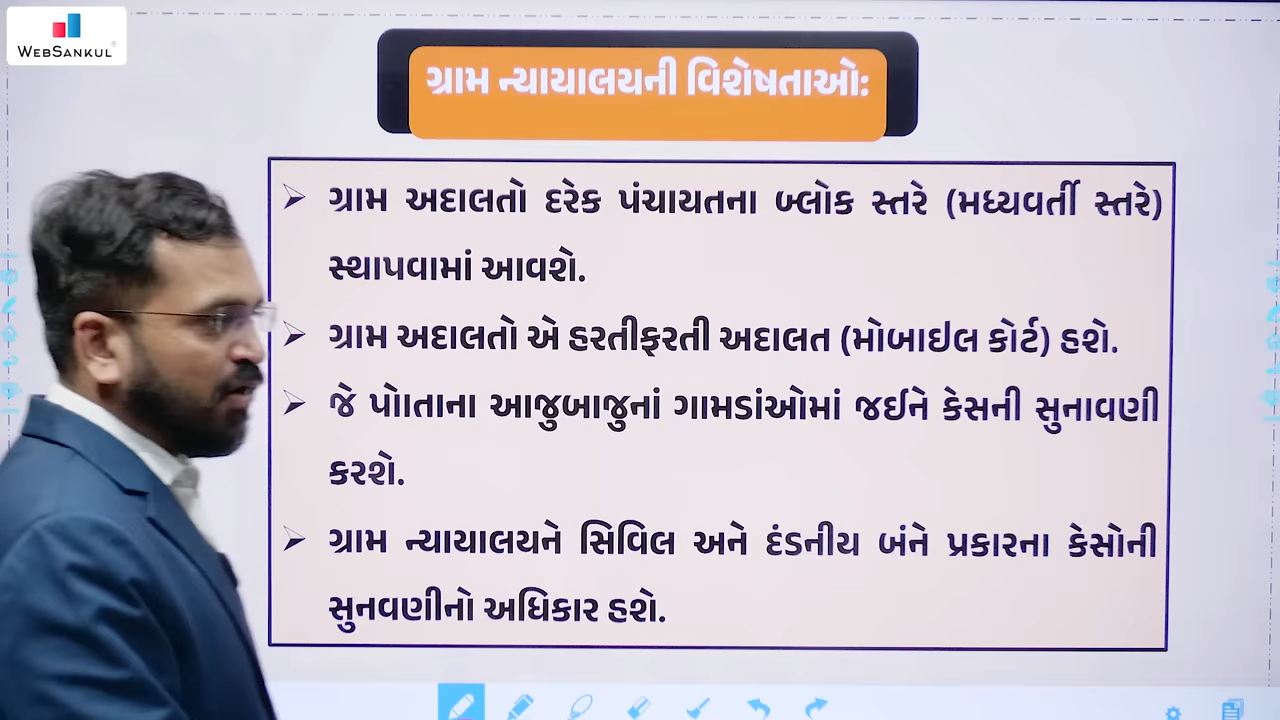 WEBSANKUL®
ગ્રામ ન્યાયાલયની વિશેષતાઓ:
ગ્રામ અદાલતો દરેક પંચાયતના બ્લોક સ્તરે (મધ્યવર્તી સ્તરે)
સ્થાપવામાં આવશે.
ગ્રામ અદાલતો એ હરતીફરતી અદાલત (મોબાઇલ કોર્ટ) હશે.
જે પોાતાના આજુબાજુનાં ગામડાંઓમાં જઈને કેસની સુનાવણી
કરશે.
ગ્રામ ન્યાયાલયને સિવિલ અને દંડનીય બંને પ્રકારના કેસોની
સુનવણીનો અધિકાર હશે.